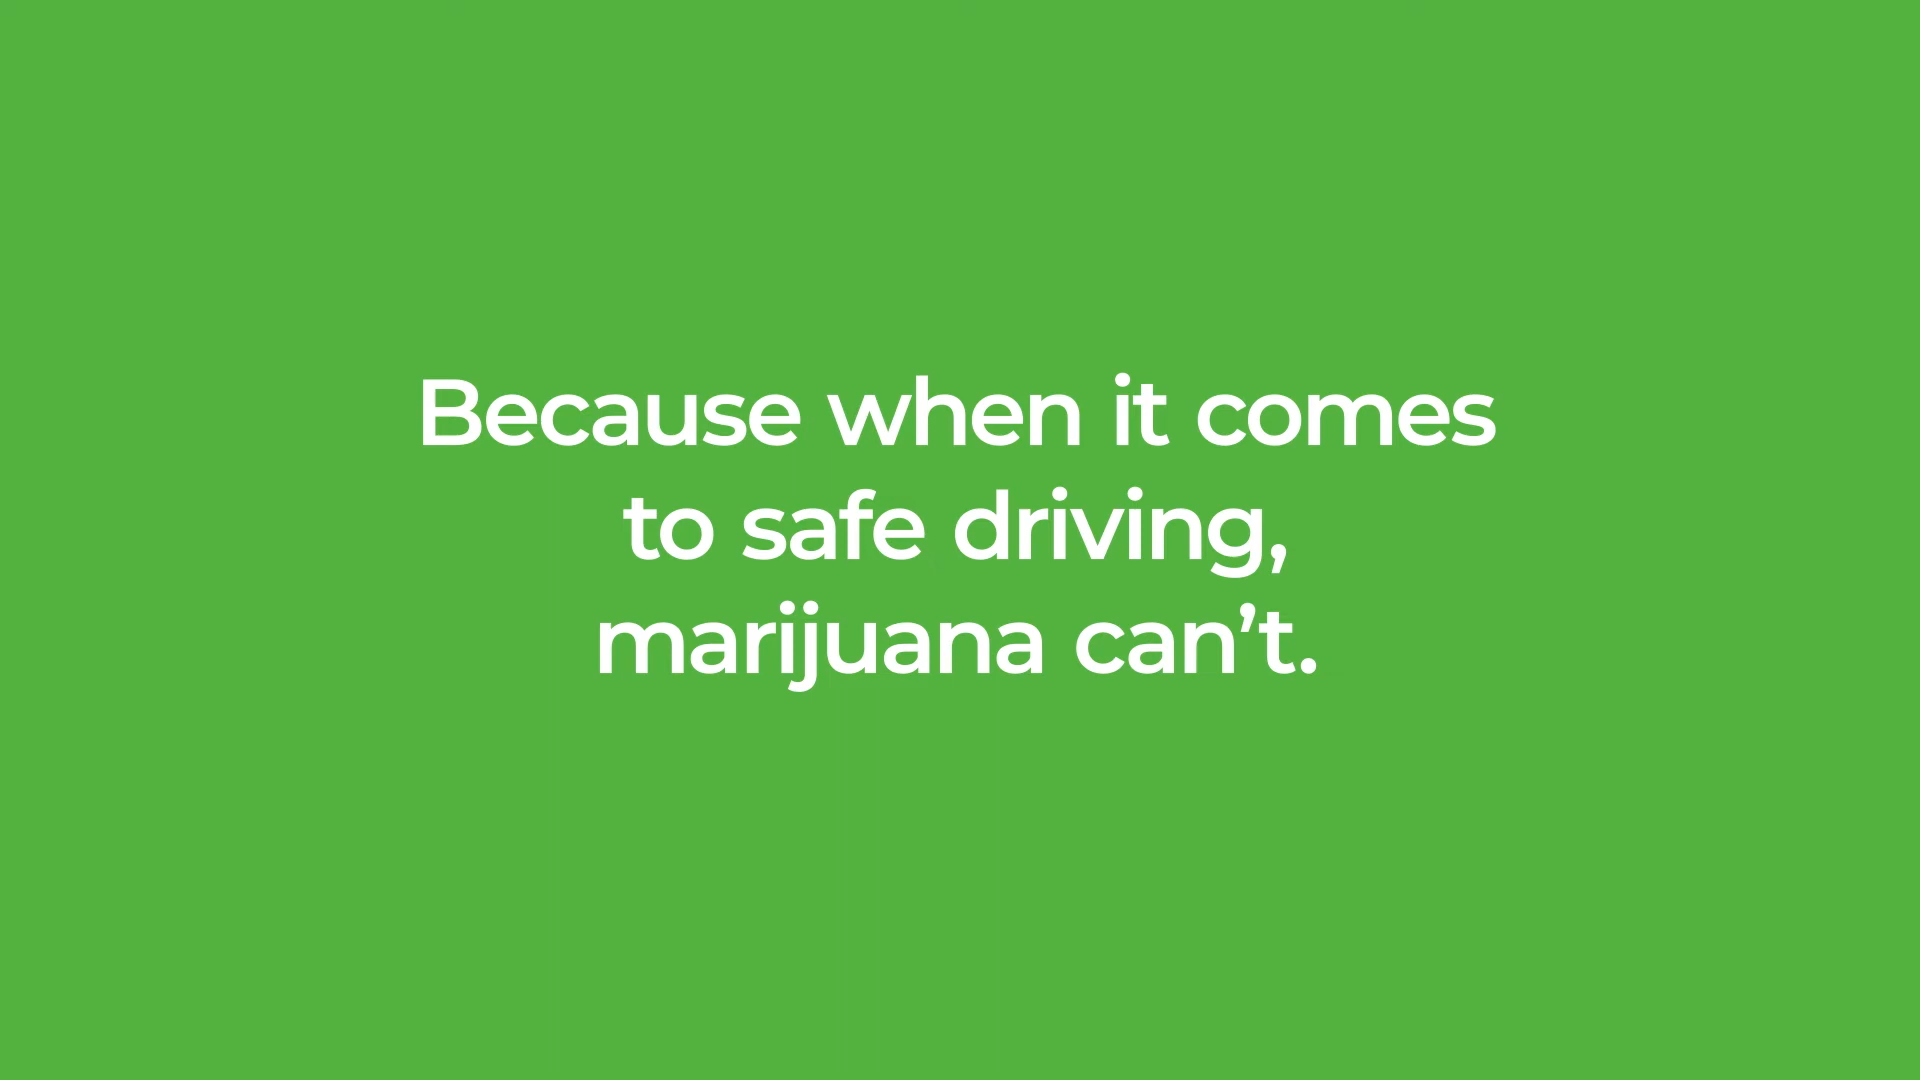 Because when it comes
to safe driving,
marijuana can’t.